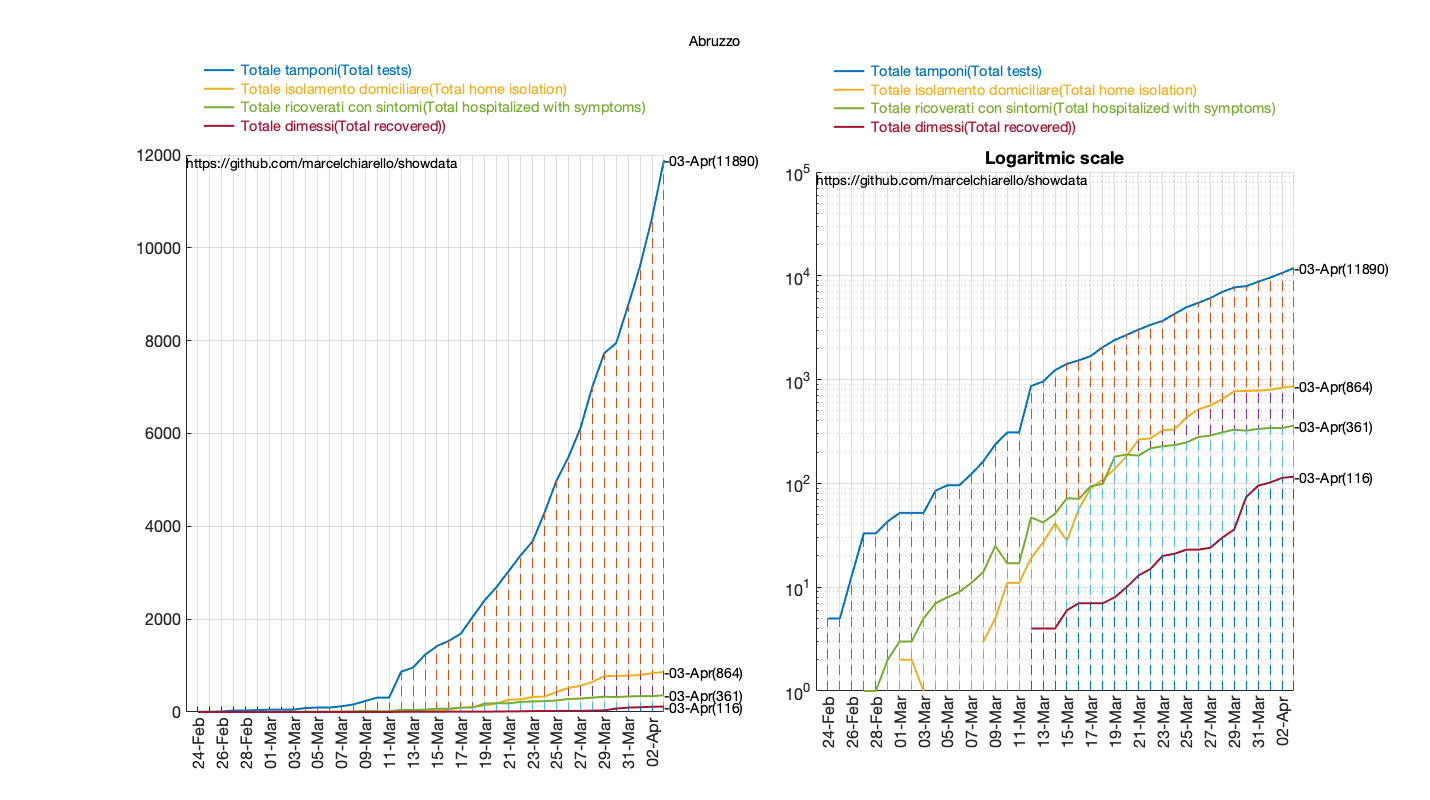 Abruzzo
Totale tamponi(Total tests)
Totale isolamento domiciliare(Total home isolation)
Totale ricoverati con sintomi(Total hospitalized with symptoms)
Totale dimessi(Total recovered))
12000
10000
8000
6000
4000
2000
0
https://github.com/marcelchiarello/showdata
-03-Apr(11890)
-03-Apr(864)
-03-Apr(361)
-03-Apr(116)
24-Feb
26-Feb
28-Feb
01-Mar
03-Mar
05-Mar
07-Mar
09-Mar
11-Mar
13-Mar
15-Mar
17-Mar
19-Mar
21-Mar
23-Mar
25-Mar
27-Mar
29-Mar
31-Mar
02-Apr
Totale tamponi(Total tests)
Totale isolamento domiciliare(Total home isolation)
Totale ricoverati con sintomi(Total hospitalized with symptoms)
Totale dimessi(Total recovered))
Logaritmic scale
10^5
10^4
10^3
10^2
10^1
10^0
https://github.com/marcelchiarello/showdata
-03-Apr(11890)
-03-Apr(864)
-03-Apr(361)
-03-Apr(116)
24-Feb
26-Feb
28-Feb
01-Mar
03-Mar
05-Mar
07-Mar
09-Mar
11-Mar
13-Mar
15-Mar
17-Mar
19-Mar
21-Mar
23-Mar
25-Mar
27-Mar
29-Mar
31-Mar
02-Apr